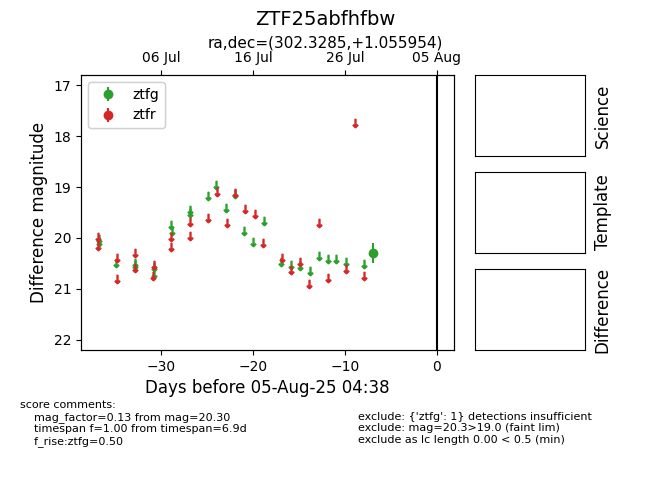 ZTF25abfhfbw
ra,dec=(302.3285,+1.055954)
06 Jul
16 Jul
26 Jul
05 Aug
ztfg
ztfr
17
18
19
20
21
22
Difference magnitude
−30
−20
−10
0
Days before 05-Aug-25 04:38
Science
Template
Difference
score comments:
mag_factor=0.13 from mag=20.30
timespan f=1.00 from timespan=6.9d
f_rise:ztfg=0.50
exclude: {'ztfg': 1} detections insufficient
exclude: mag=20.3>19.0 (faint lim)
exclude as lc length 0.00 < 0.5 (min)